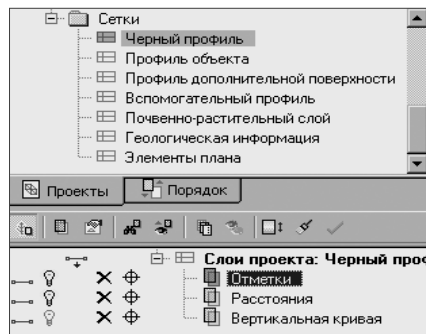 Сетки
Черный профиль
Профиль объекта
Профиль дополнительной поверхности
Вспомогательный профиль
Почвенно-растительный слой
Геологическая информация
Элементы плана
Проекты Порядок
Слои проекта: Черный проф
Отметки
Расстояния
Вертикальная кривая